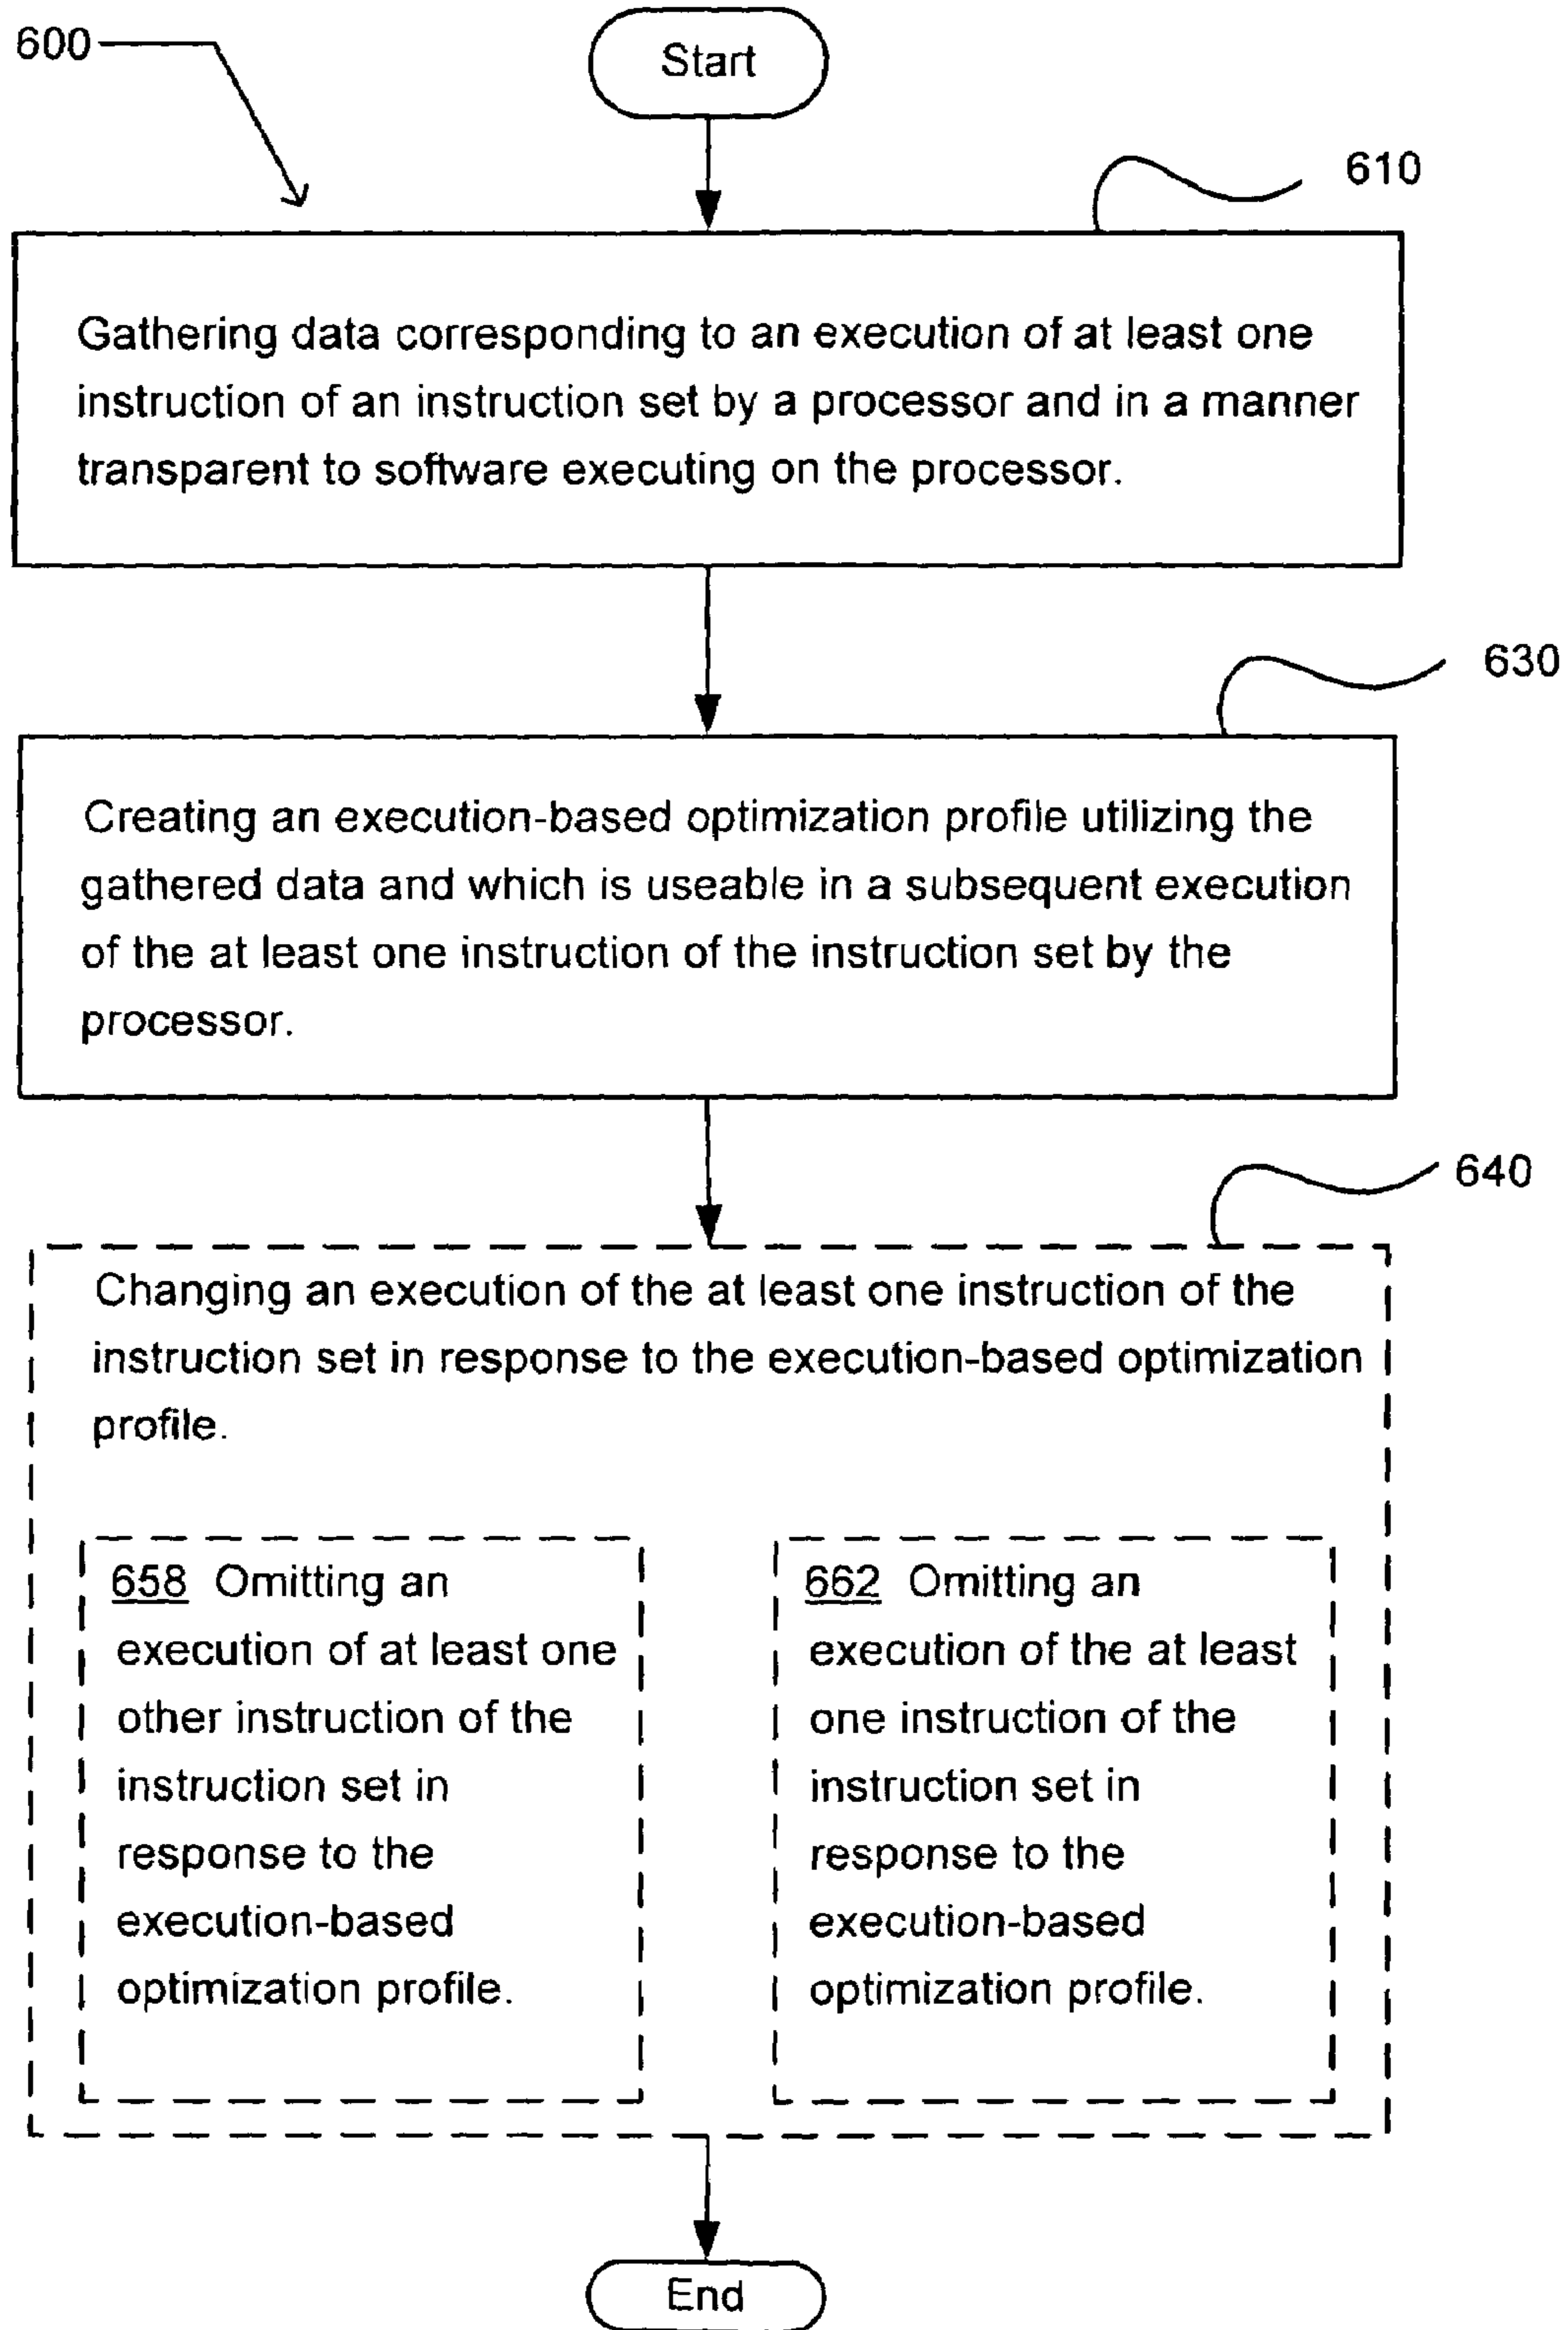 600
Start
610
Gathering data corresponding to an execution of at least one
instruction of an instruction set by a processor and in a manner
transparent to software executing on the processor.
630
Creating an execution-based optimization profile utilizing the
gathered data and which is useable in a subsequent execution
of the at least one instruction of the instruction set by the
processor.
640
Changing an execution of the at least one instruction of the
instruction set in response to the execution-based optimization
profile.
658 Omitting an
execution of at least one
other instruction of the
instruction set in
response to the
execution-based
optimization profile.
662 Omitting an
execution of the at least
one instruction of the
instruction set in
response to the
execution-based
optimization profile.
End